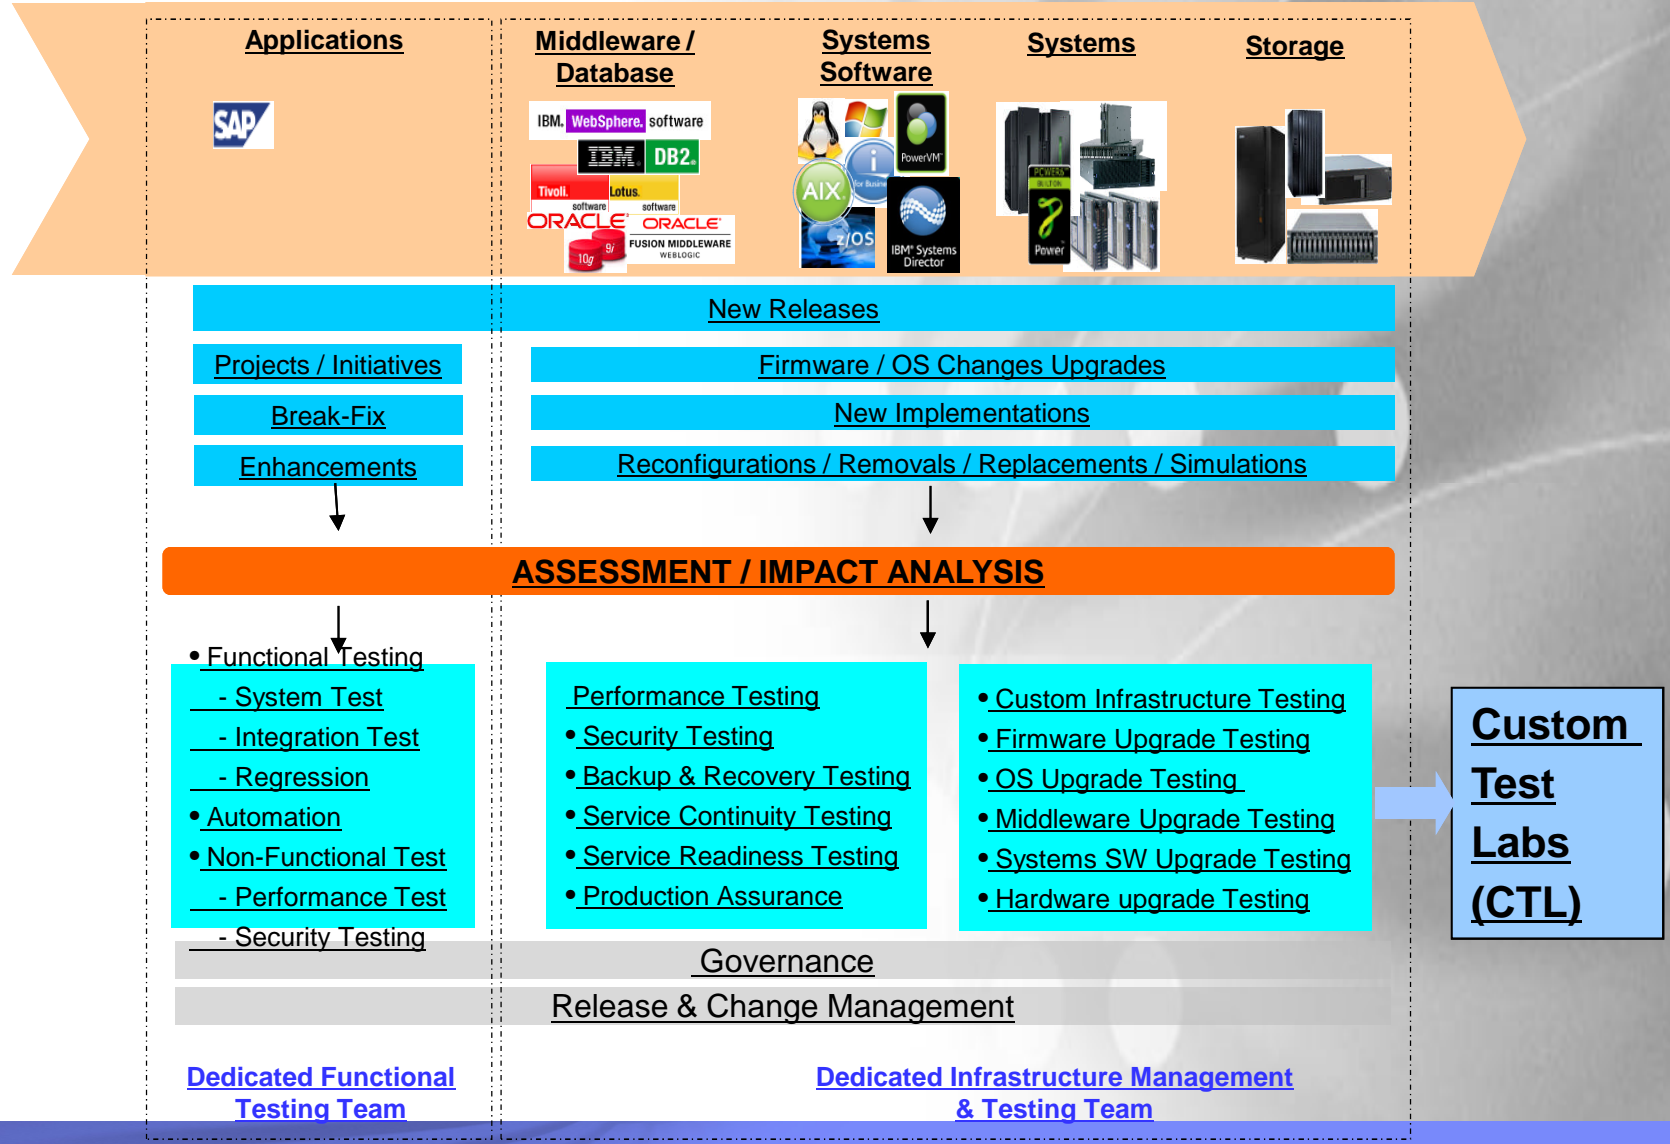 Applications
Middleware /
Database
Systems
Software
Systems
Storage
SAP
IBM. WebSphere. software
IBM. DB2.
Tivoli. software
Lotus. software
ORACLE
10g
9i
ORACLE
FUSION MIDDLEWARE
WEBLOGIC
PowerVM
i
for Business
AIX
z/OS
IBM Systems
Director
POWER6
BUILT ON
Power
New Releases
Projects / Initiatives
Firmware / OS Changes Upgrades
Break-Fix
New Implementations
Enhancements
Reconfigurations / Removals / Replacements / Simulations
ASSESSMENT / IMPACT ANALYSIS
• Functional Testing
- System Test
- Integration Test
- Regression
• Automation
• Non-Functional Test
- Performance Test
- Security Testing
Performance Testing
• Security Testing
• Backup & Recovery Testing
• Service Continuity Testing
• Service Readiness Testing
• Production Assurance
• Custom Infrastructure Testing
• Firmware Upgrade Testing
• OS Upgrade Testing
• Middleware Upgrade Testing
• Systems SW Upgrade Testing
• Hardware upgrade Testing
Custom
Test
Labs
(CTL)
Governance
Release & Change Management
Dedicated Functional
Testing Team
Dedicated Infrastructure Management
& Testing Team